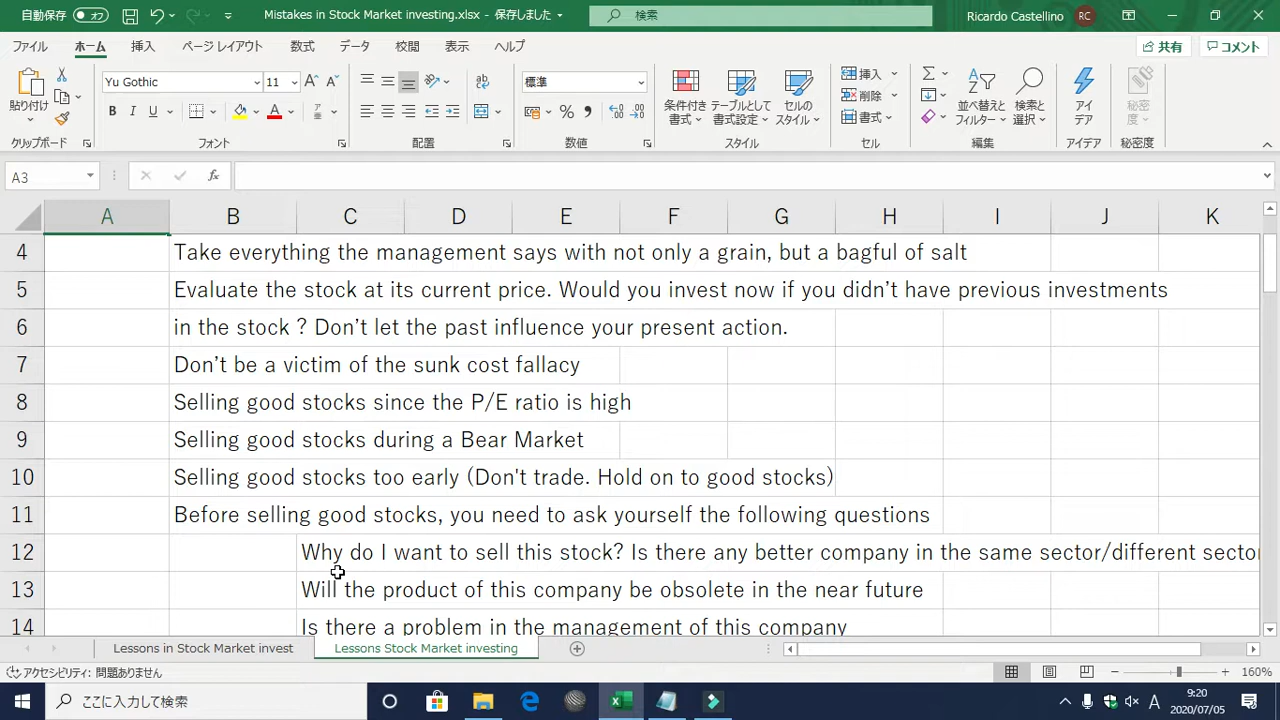 自動保存 オフ Mistakes in Stock Market investing.xlsx - 保存しました 検索 Ricardo Castellino RC
ファイル ホーム 挿入 ページ レイアウト 数式 データ 校閲 表示 ヘルプ 共有 コメント
貼り付け Yu Gothic 11 標準 条件付き書式 テーブルとして書式設定 セルのスタイル 挿入 削除 書式 並べ替えとフィルター 検索と選択 アイデア 秘密度
B I U
クリップボード フォント 配置 数値 スタイル セル 編集 アイデア 秘密度
A3 fx
A B C D E F G H I J K
4 Take everything the management says with not only a grain, but a bagful of salt
5 Evaluate the stock at its current price. Would you invest now if you didn’t have previous investments
6 in the stock ? Don’t let the past influence your present action.
7 Don’t be a victim of the sunk cost fallacy
8 Selling good stocks since the P/E ratio is high
9 Selling good stocks during a Bear Market
10 Selling good stocks too early (Don't trade. Hold on to good stocks)
11 Before selling good stocks, you need to ask yourself the following questions
12 Why do I want to sell this stock? Is there any better company in the same sector/different sector
13 Will the product of this company be obsolete in the near future
14 Is there a problem in the management of this company
Lessons in Stock Market invest Lessons Stock Market investing
アクセシビリティ: 問題ありません 160%
ここに入力して検索 A 9:20
2020/07/05